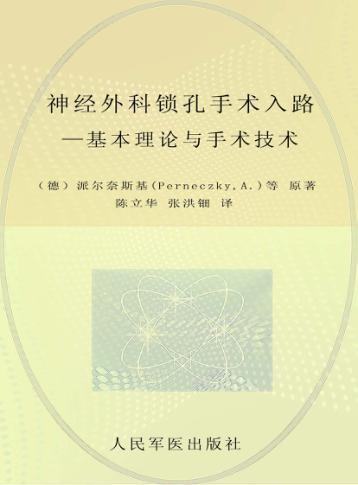 神经外科锁孔手术入路
—基本理论与手术技术
（德）派尔奈斯基(Perneczky,A.)等 原著
陈立华 张洪钿 译
人民军医出版社